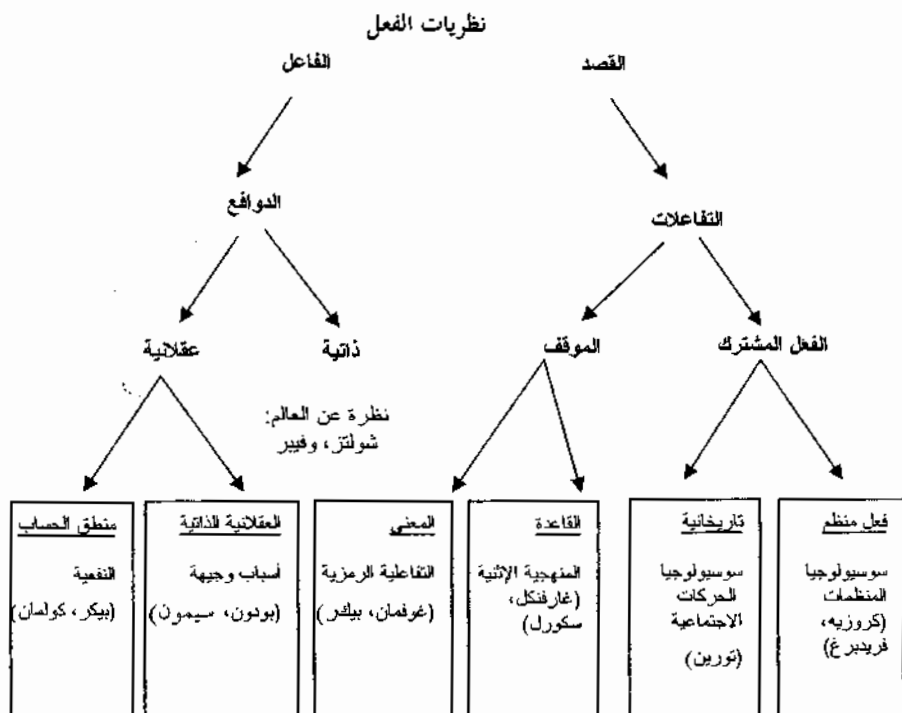 نظريات الفعل
القصد
الفاعل
الدوافع
التفاعلات
الفعل المشترك
الموقف
ذاتية
عقلانية
نظرة عن العالم:
شولتز، وفيبر
فعل منظم
سوسيولوجيا
المنظمات
(كروزيه،
فريدبرغ)
تاريخانية
سوسيولوجيا
الحركات
الاجتماعية
(تورين)
القاعدة
المنهجية الإثنية
(غارفنكل،
سكورل)
المعنى
التفاعلية الرمزية
(غوفمان، بيكر)
العقلانية الذاتية
أسباب وجيهة
(بودون، سيمون)
منطق الحساب
النفعية
(بيكر، كولمان)